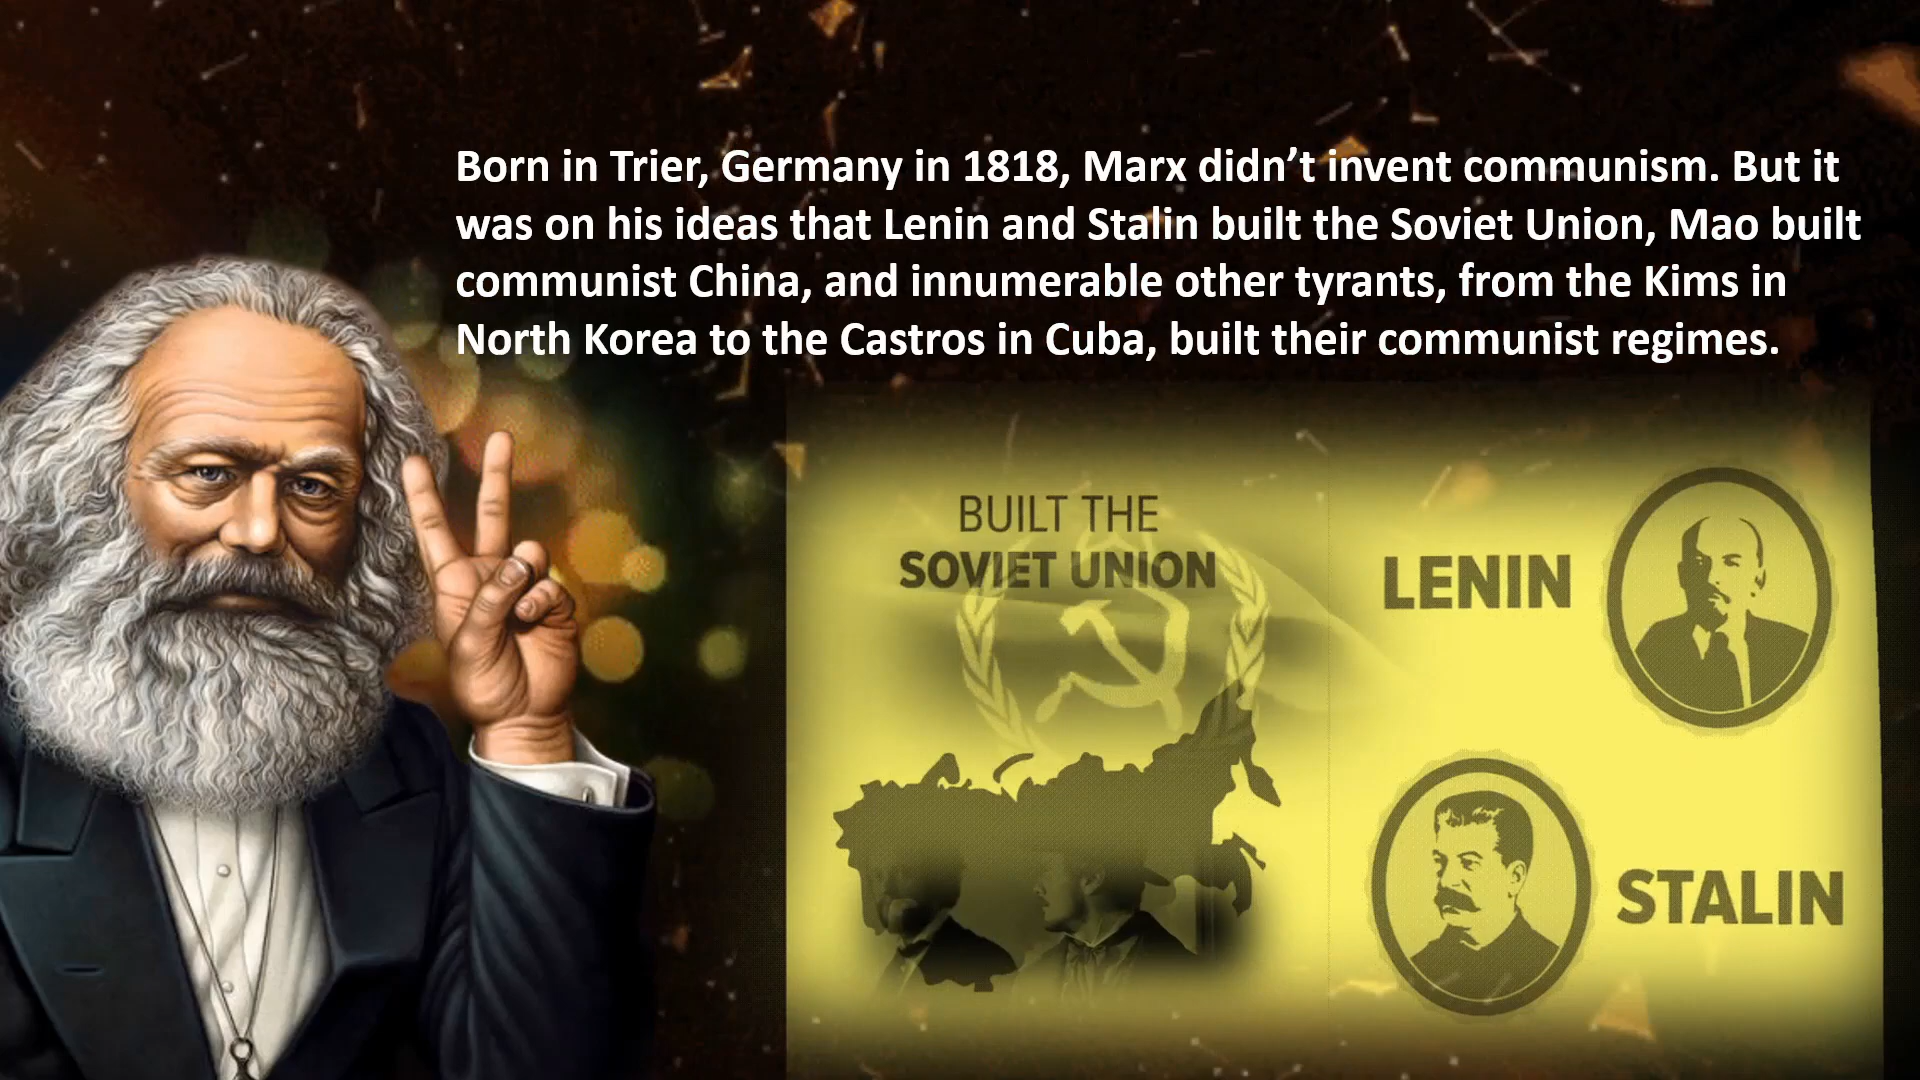 Born in Trier, Germany in 1818, Marx didn’t invent communism. But it
was on his ideas that Lenin and Stalin built the Soviet Union, Mao built
communist China, and innumerable other tyrants, from the Kims in
North Korea to the Castros in Cuba, built their communist regimes.
BUILT THE
SOVIET UNION
LENIN
STALIN